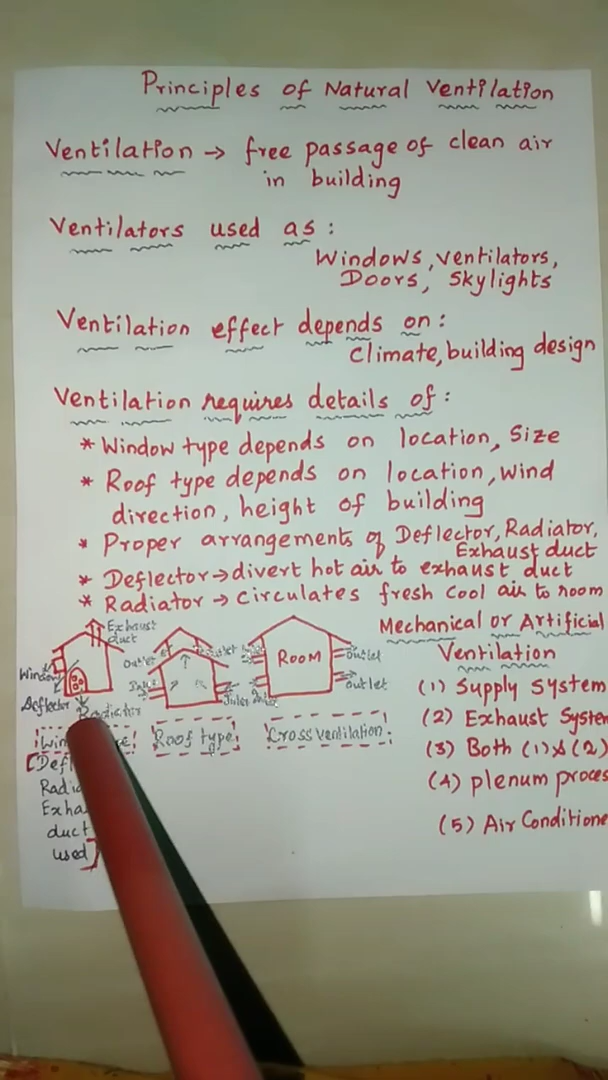 Principles of Natural Ventilation
Ventilation → free passage of clean air
in building
Ventilators used as :
Windows, ventilators,
Doors, Skylights
Ventilation effect depends on :
Climate, building design
Ventilation requires details of :
* Window type depends on location, Size
* Roof type depends on location, wind
direction, height of building
* Proper arrangements of Deflector, Radiator,
Exhaust duct
* Deflector → divert hot air to exhaust duct
* Radiator → circulates fresh cool air to room
Exhaust
duct
Window
Deflector
Radiator
Outlet
Outlet
Roof type
ROOM
outlet
outlet
Cross ventilation
duct
used]
Mechanical or Artificial
Ventilation
(1) Supply System
(2) Exhaust System
(3) Both (1) & (2)
(4) plenum proces
(5) Air Conditione